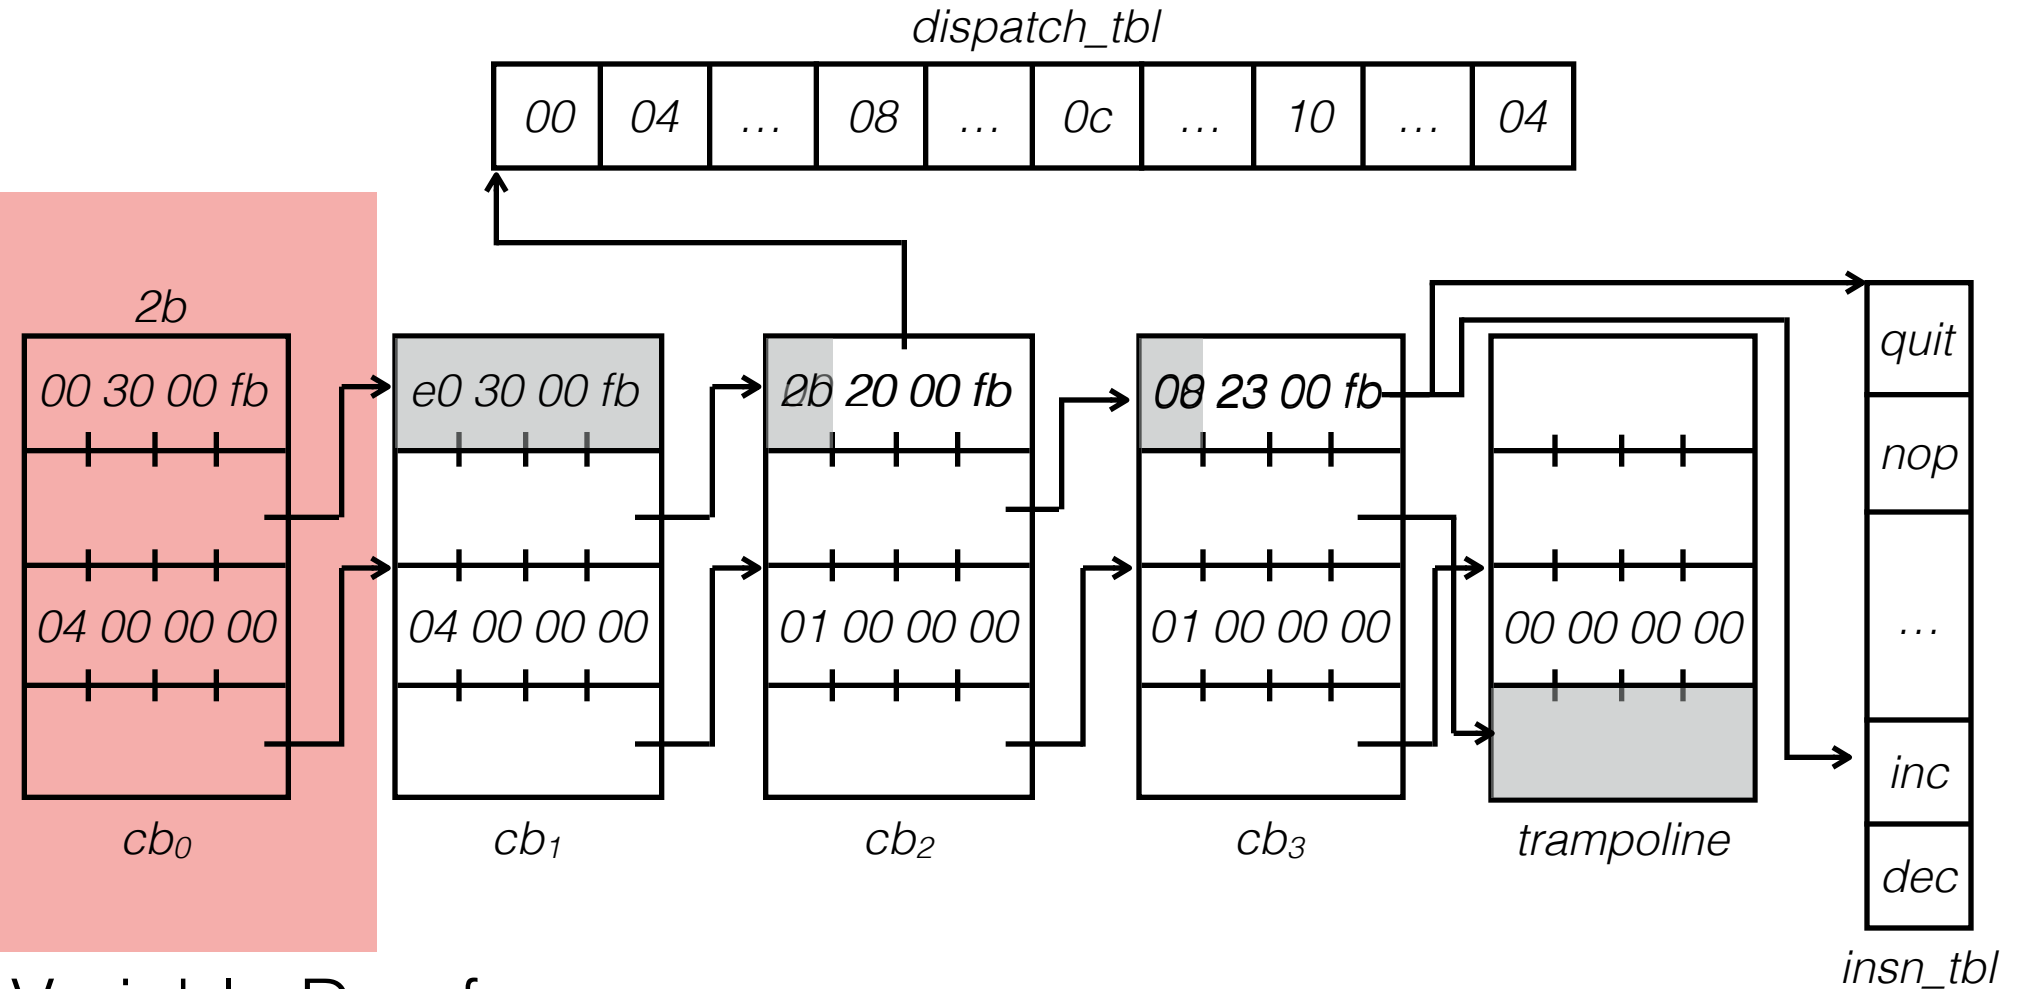 dispatch_tbl
00 04 ... 08 ... 0c ... 10 ... 04
2b
00 30 00 fb
04 00 00 00
cb0
e0 30 00 fb
04 00 00 00
cb1
2b 20 00 fb
01 00 00 00
cb2
08 23 00 fb
01 00 00 00
cb3
00 00 00 00
trampoline
quit
nop
...
inc
dec
insn_tbl